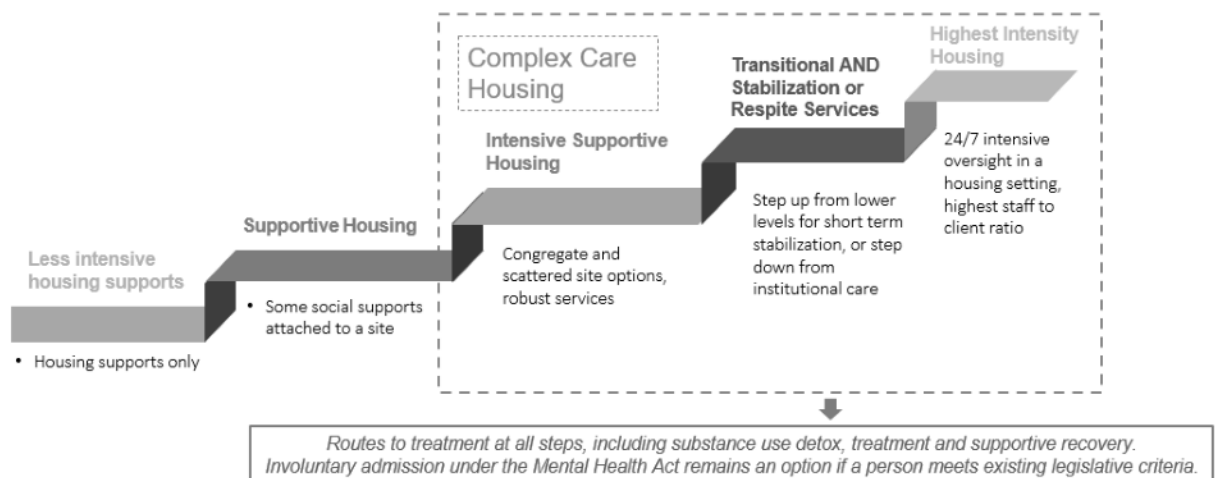 Less intensive
housing supports
• Housing supports only
Supportive Housing
• Some social supports
attached to a site
Complex Care
Housing
Intensive Supportive
Housing
Congregate and
scattered site options,
robust services
Transitional AND
Stabilization or
Respite Services
Step up from lower
levels for short term
stabilization, or step
down from
institutional care
Highest Intensity
Housing
24/7 intensive
oversight in a
housing setting,
highest staff to
client ratio
Routes to treatment at all steps, including substance use detox, treatment and supportive recovery.
Involuntary admission under the Mental Health Act remains an option if a person meets existing legislative criteria.